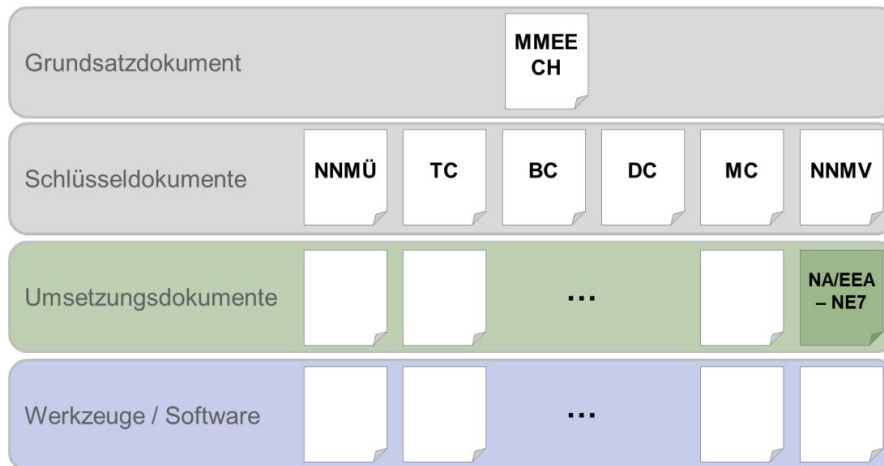 Grundsatzdokument
MMEE
CH
Schlüsseldokumente
NNMÜ
TC
BC
DC
MC
NNMV
Umsetzungsdokumente
...
NA/EEA
– NE7
Werkzeuge / Software
...